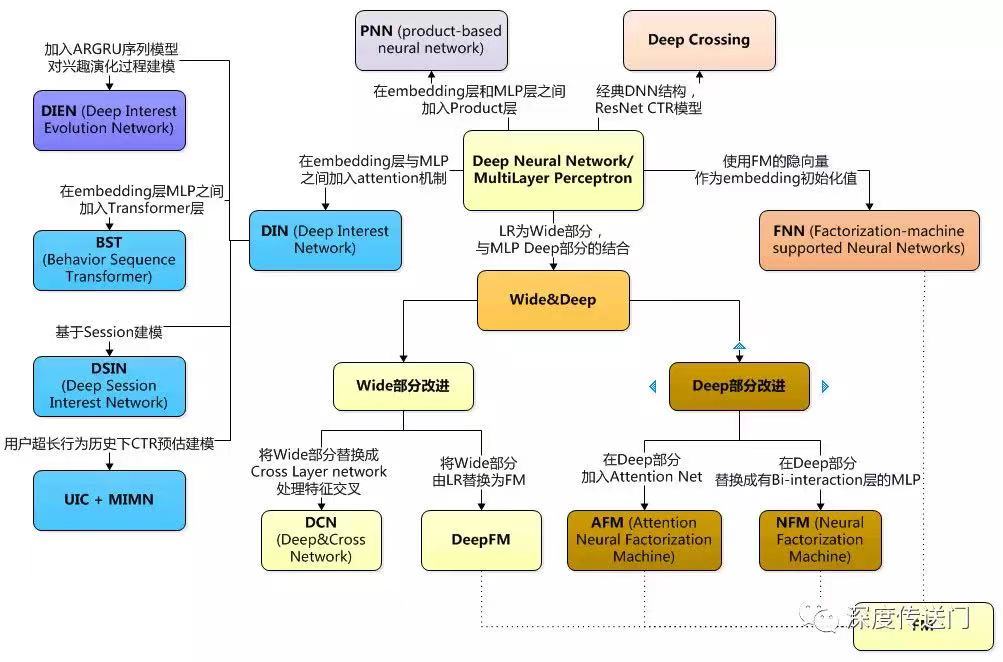 PNN (product-based
neural network)
Deep Crossing
加入ARGRU序列模型
对兴趣演化过程建模
在embedding层和MLP层之间
加入Product层
经典DNN结构，
ResNet CTR模型
DIEN (Deep Interest
Evolution Network)
Deep Neural Network/
MultiLayer Perceptron
在embedding层与MLP
之间加入attention机制
使用FM的隐向量
作为embedding初始化值
在embedding层MLP之间
加入Transformer层
DIN (Deep Interest
Network)
LR为Wide部分，
与MLP Deep部分的结合
FNN (Factorization-machine
supported Neural Networks)
BST
(Behavior Sequence
Transformer)
Wide&Deep
基于Session建模
DSIN
(Deep Session
Interest Network)
Wide部分改进
Deep部分改进
用户超长行为历史下CTR预估建模
UIC + MIMN
将Wide部分替换成
Cross Layer network
处理特征交叉
将Wide部分
由LR替换为FM
在Deep部分
加入Attention Net
在Deep部分
替换成有Bi-interaction层的MLP
DCN
(Deep&Cross
Network)
DeepFM
AFM (Attention
Neural Factorization
Machine)
NFM (Neural
Factorization
Machine)
FM
深度传送门